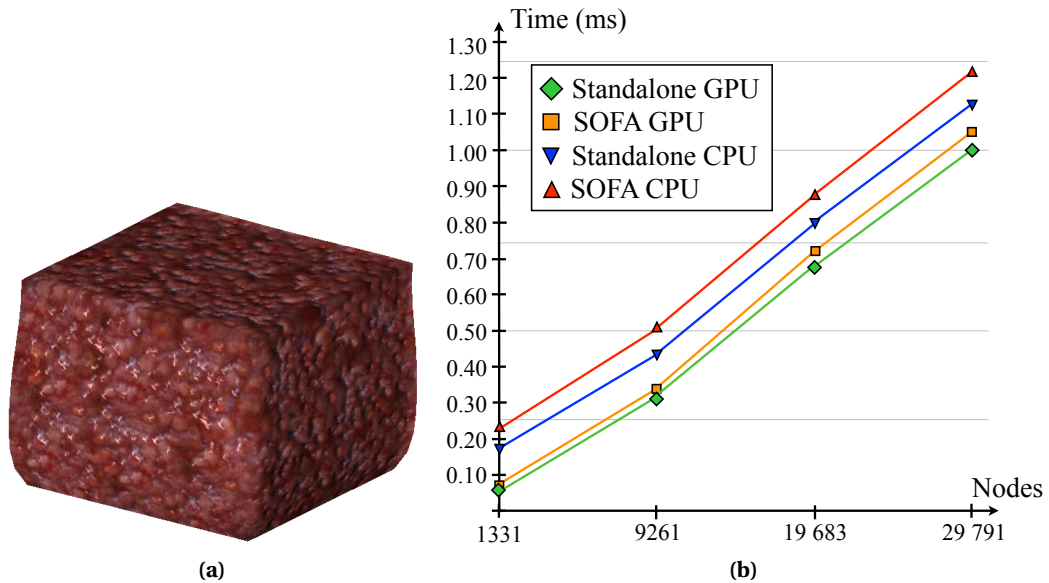 Time (ms)
1.30
1.20
1.10
1.00
0.90
0.80
0.70
0.60
0.50
0.40
0.30
0.20
0.10
Standalone GPU
SOFA GPU
Standalone CPU
SOFA CPU
Nodes
1331 9261 19 683 29 791
(a) (b)